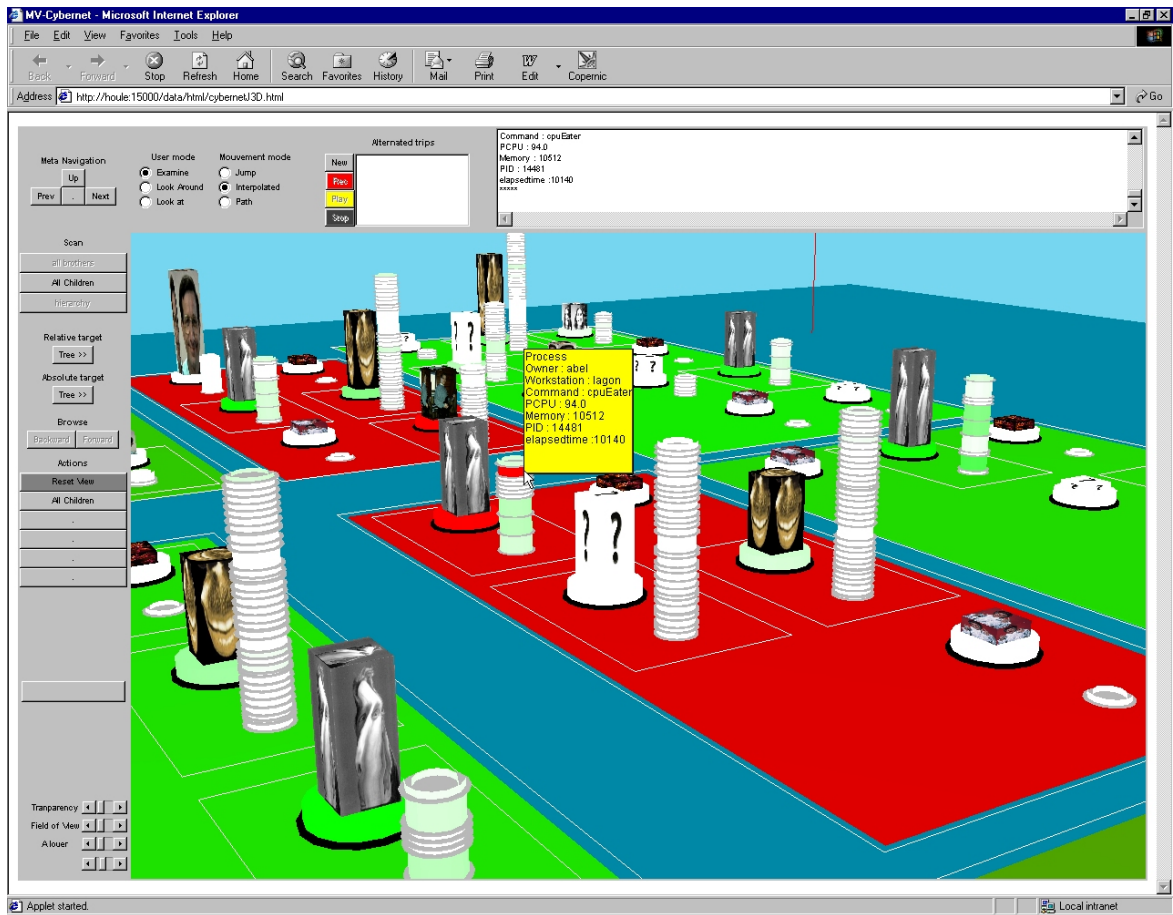 MV-Cybernet - Microsoft Internet Explorer
File Edit View Favorites Tools Help
Back Forward Stop Refresh Home Search Favorites History Mail Print Edit Copernic
Address http://houle:15000/data/html/cybernetJ3D.html Go
Meta Navigation
Up
Prev . Next
User mode
Examine
Look Around
Look at
Mouvement mode
Jump
Interpolated
Path
Alternated trips
New
Rec
Play
Stop
Command : cpuEater
PCPU : 94.0
Memory : 10512
PID : 14481
elapsedtime :10140
*****
Scan
all brothers
All Children
hierarchy
Relative target
Tree >>
Absolute target
Tree >>
Browse
Backward Forward
Actions
Reset View
All Children
.
.
.
.
Tranparency
Field of View
A louer
Process
Owner : abel
Workstation : lagon
Command : cpuEater
PCPU : 94.0
Memory : 10512
PID : 14481
elapsedtime :10140
? ?
? ?
? ?
Applet started.
Local intranet